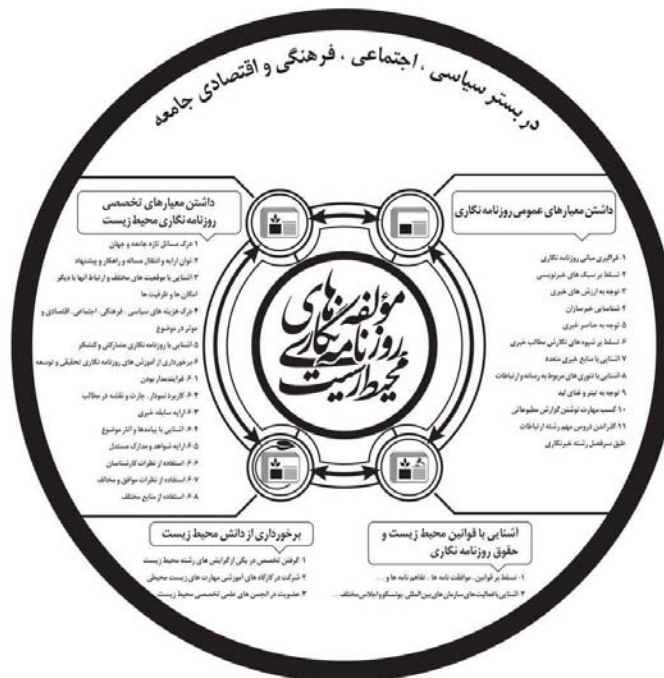 در بستر سیاسی ، اجتماعی ، فرهنگی و اقتصادی جامعه
داشتن معیارهای عمومی روزنامه نگاری
۱- فراگیری مبانی روزنامه نگاری
۲- تسلط بر سبک های خبرنویسی
۳- توجه به ارزش های خبری
۴- شناسایی خبرسازان
۵- توجه به عناصر خبری
۶- تسلط بر شیوه های نگارش مطالب خبری
۷- آشنایی با منابع خبری متعدد
۸- آشنایی با تئوری های مربوط به رسانه و ارتباطات
۹- توجه به تیتر و غنای لید
۱۰- کسب مهارت نوشتن گزارش مطبوعاتی
۱۱- گذراندن دروس مهم رشته ارتباطات
طبق سرفصل رشته خبرنگاری
داشتن معیارهای تخصصی
روزنامه نگاری محیط زیست
۱- درک مسائل تازه جامعه و جهان
۲- توان ارایه و انتقال مساله و راهکار و پیشنهاد
۳- آشنایی با موقعیت های مختلف و ارتباط آنها با دیگر
امکان ها و ظرفیت ها
۴- درک هزینه های سیاسی ، فرهنگی ، اجتماعی ، اقتصادی و
موثر در موضوع
۵- آشنایی با روزنامه نگاری مشارکتی و کنشگر
۶- برخورداری از آموزش های روزنامه نگاری تحقیقی و توسعه
۶-۱- فرایندمدار بودن
۶-۲- کاربرد نمودار، چارت و نقشه در مطالب
۶-۳- ارایه سابقه خبری
۶-۴- آشنایی با پیامدها و آثار موضوع
۶-۵- ارایه شواهد و مدارک مستدل
۶-۶- استفاده از نظرات کارشناسان
۶-۷- استفاده از نظرات موافق و مخالف
۶-۸- استفاده از منابع مختلف
مؤلفه های
روزنامه نگاری
محیط زیست
آشنایی با قوانین محیط زیست و
حقوق روزنامه نگاری
۱- تسلط بر قوانین ، موافقت نامه ها ، تفاهم نامه ها و ...
۲- آشنایی با فعالیت های سازمان های بین المللی، یونسکو و اجلاس مختلف ...
برخورداری از دانش محیط زیست
۱- گرفتن تخصص در یکی از گرایش های رشته محیط زیست
۲- شرکت در کارگاه های آموزشی مهارت های زیست محیطی
۳- عضویت در انجمن های علمی تخصصی محیط زیست